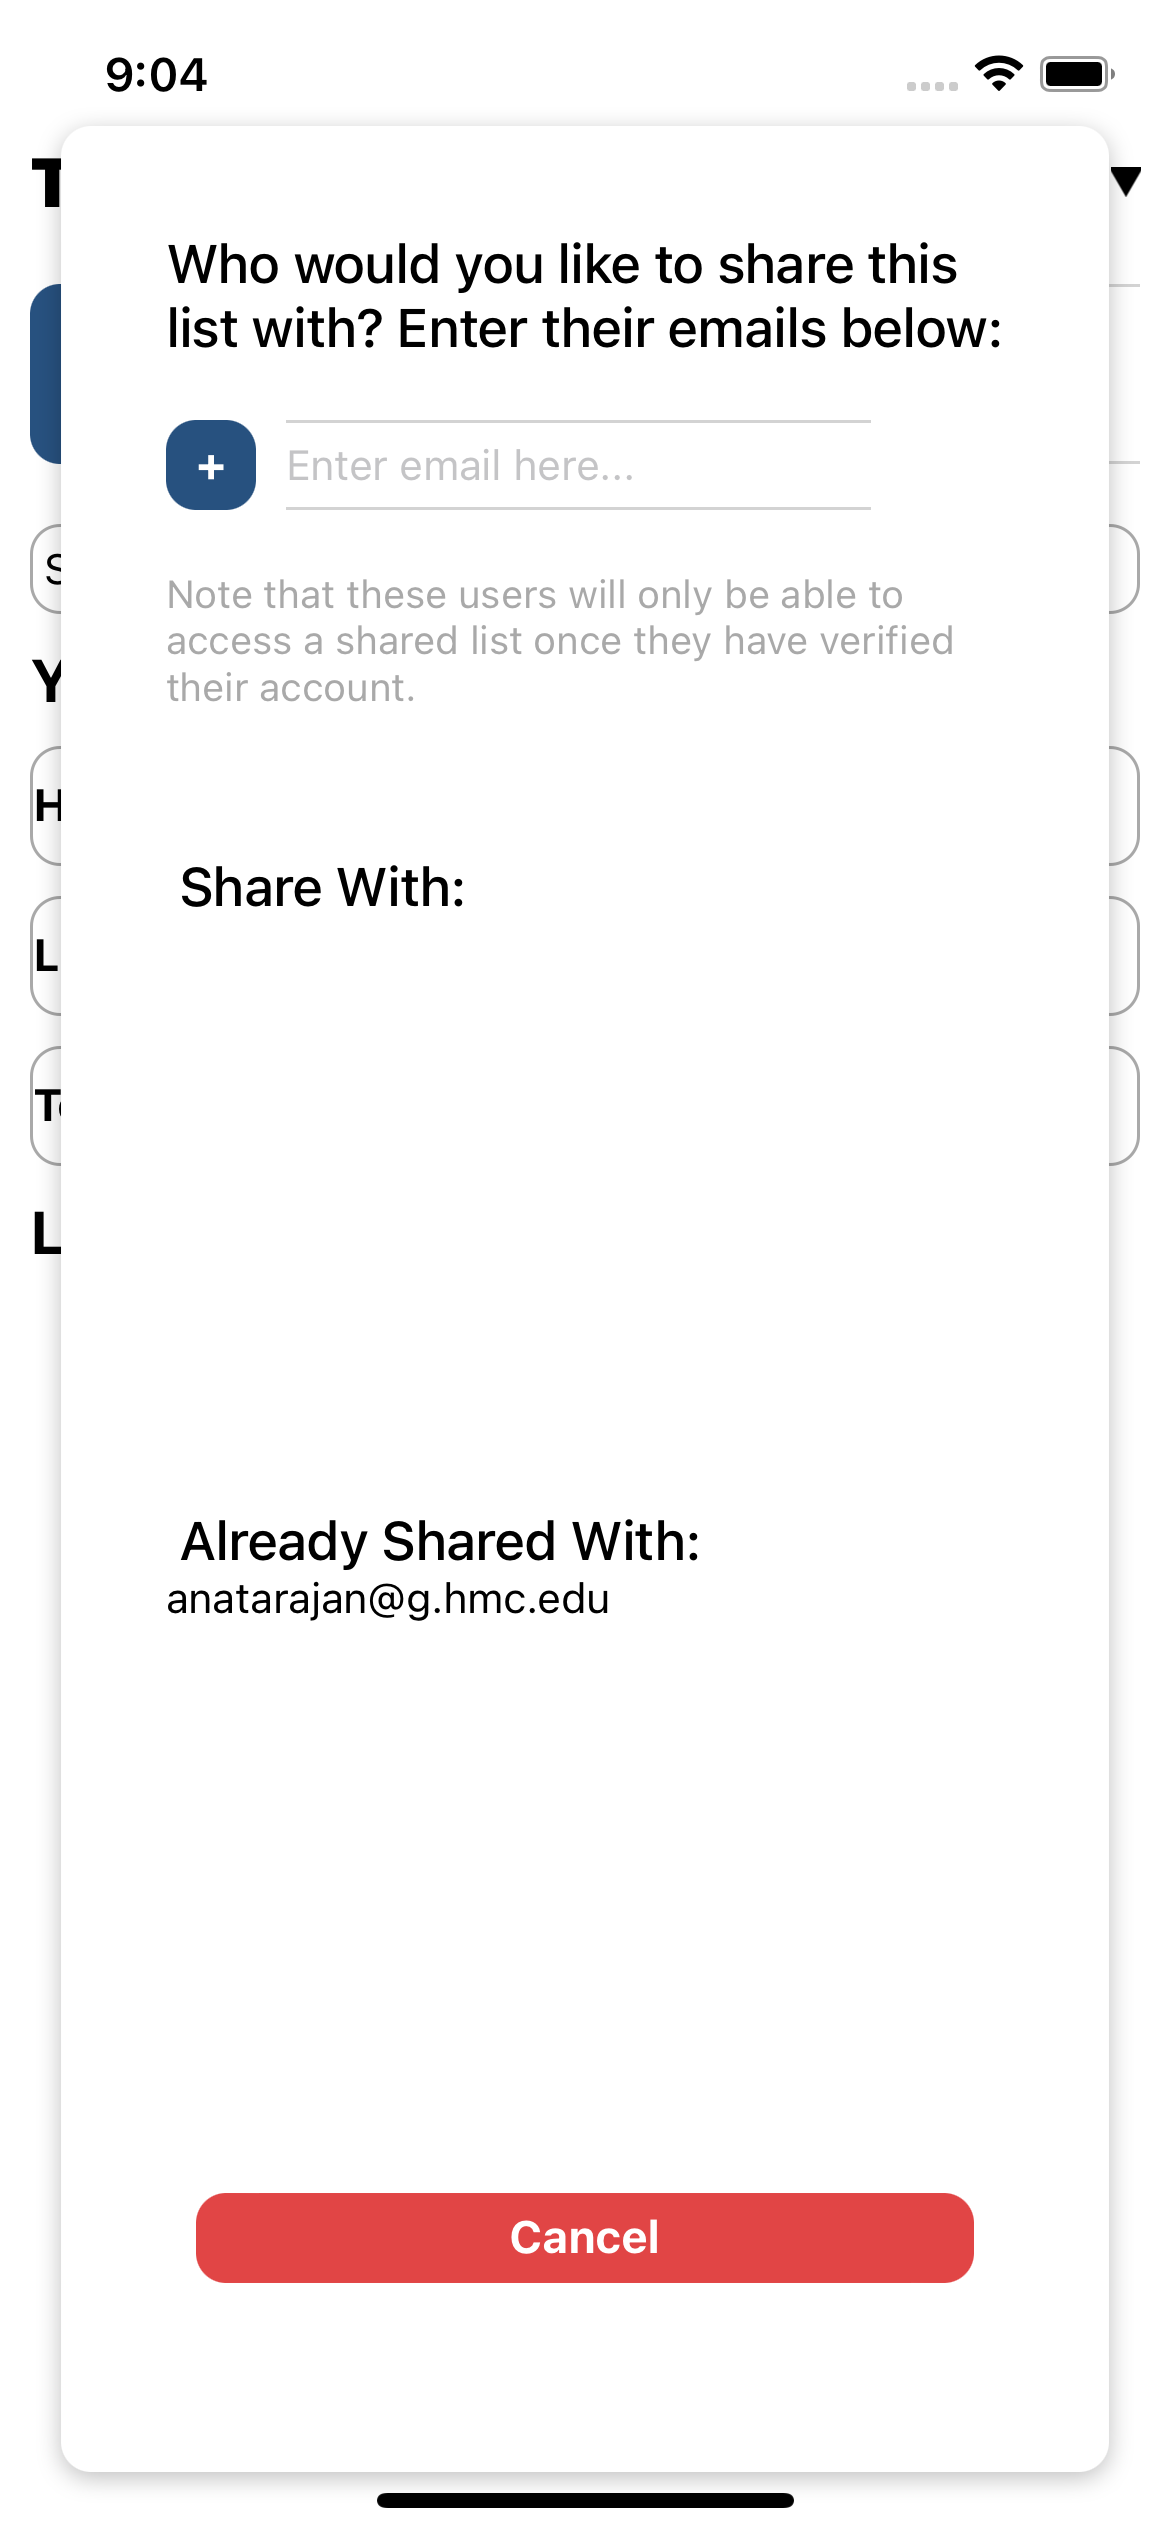 9:04
T
Who would you like to share this
list with? Enter their emails below:
+
Enter email here...
S
Note that these users will only be able to
access a shared list once they have verified
their account.
Y
H
Share With:
L
L
Already Shared With:
anatarajan@g.hmc.edu
Cancel